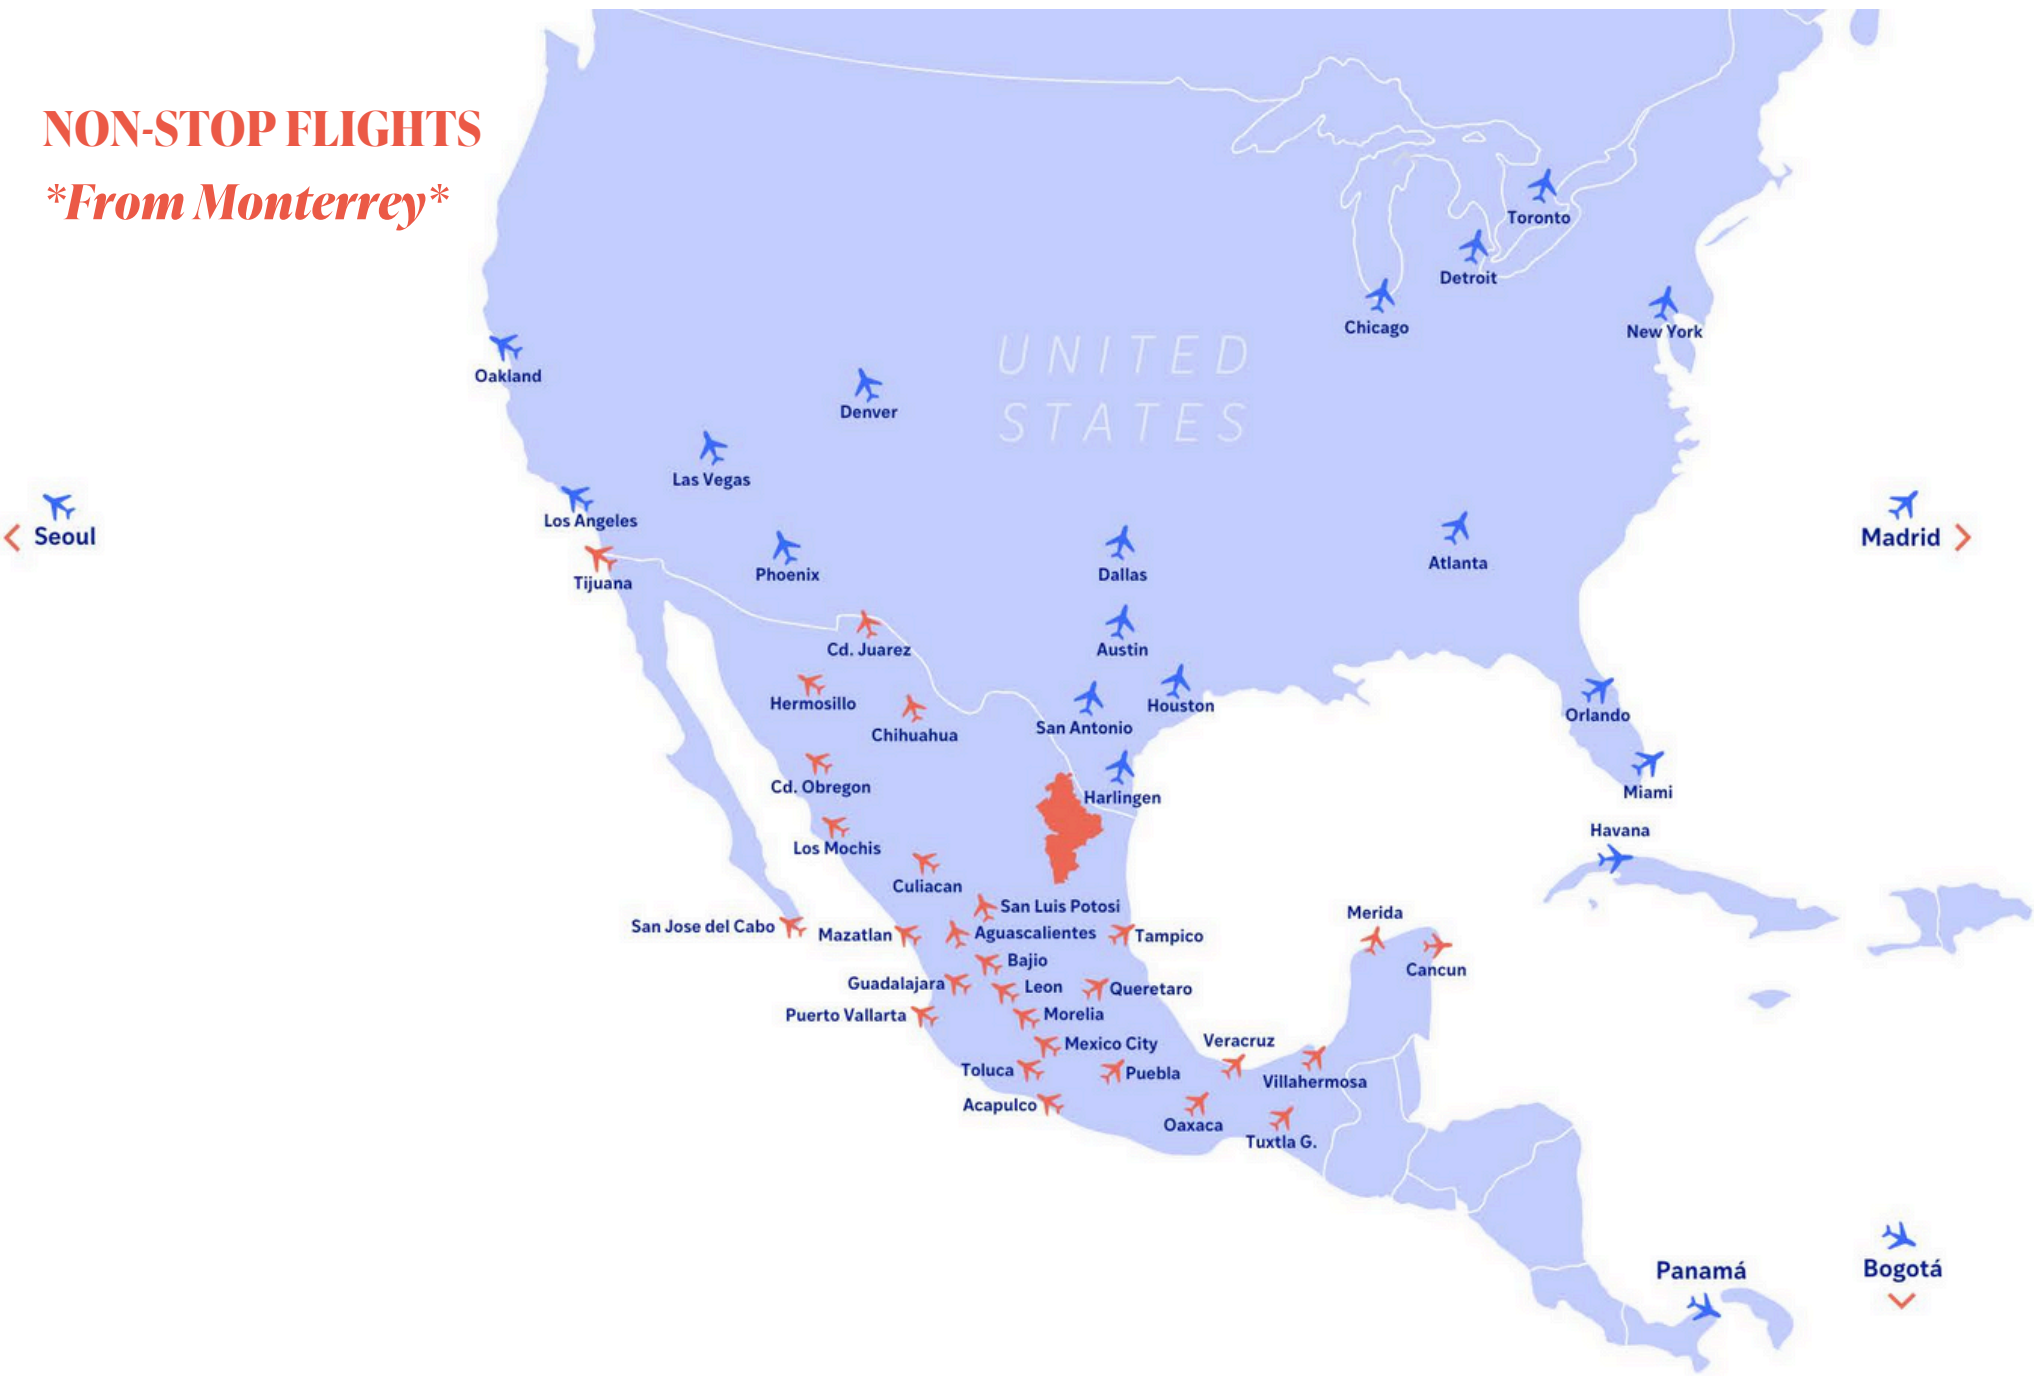 NON-STOP FLIGHTS
*From Monterrey*
Toronto
Detroit
Chicago
New York
UNITED
STATES
Oakland
Denver
Las Vegas
Los Angeles
Seoul
Madrid
Tijuana
Phoenix
Dallas
Atlanta
Cd. Juarez
Austin
Hermosillo
Houston
Chihuahua
San Antonio
Orlando
Cd. Obregon
Harlingen
Miami
Havana
Los Mochis
Culiacan
San Luis Potosi
Merida
San Jose del Cabo
Mazatlan
Aguascalientes
Tampico
Bajio
Cancun
Guadalajara
Leon
Queretaro
Puerto Vallarta
Morelia
Mexico City
Veracruz
Toluca
Puebla
Villahermosa
Acapulco
Oaxaca
Tuxtla G.
Panamá
Bogotá